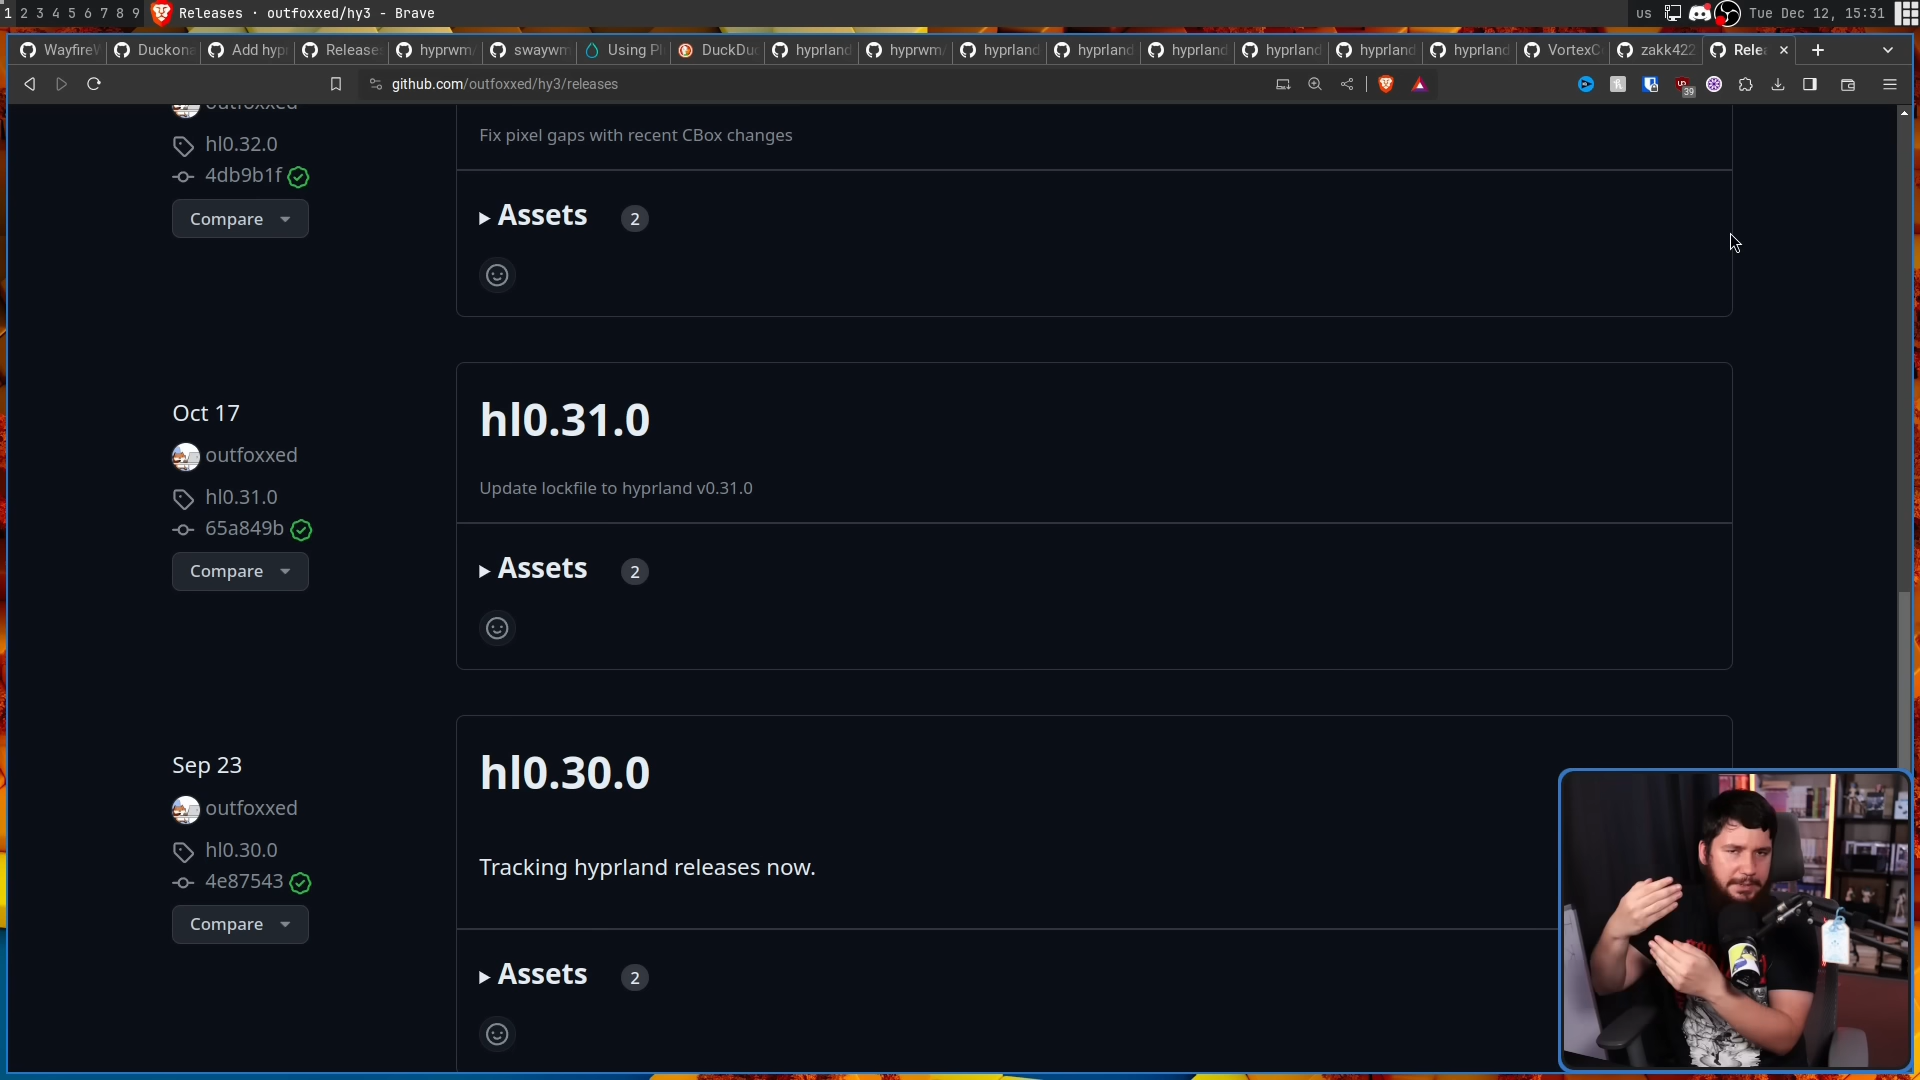 1 2 3 4 5 6 7 8 9 Releases · outfoxxed/hy3 - Brave us Tue Dec 12, 15:31
Wayfire Duckon Add hyp Release hyprwm/ swaywm Using P DuckDu hyprland hyprwm/ hyprland hyprland hyprland hyprland hyprland hyprland VortexC zakk422 Rele
github.com/outfoxxed/hy3/releases 39
outfoxxed
hl0.32.0
4db9b1f
Compare
Fix pixel gaps with recent CBox changes
Assets 2
Oct 17
outfoxxed
hl0.31.0
65a849b
Compare
hl0.31.0
Update lockfile to hyprland v0.31.0
Assets 2
Sep 23
outfoxxed
hl0.30.0
4e87543
Compare
hl0.30.0
Tracking hyprland releases now.
Assets 2